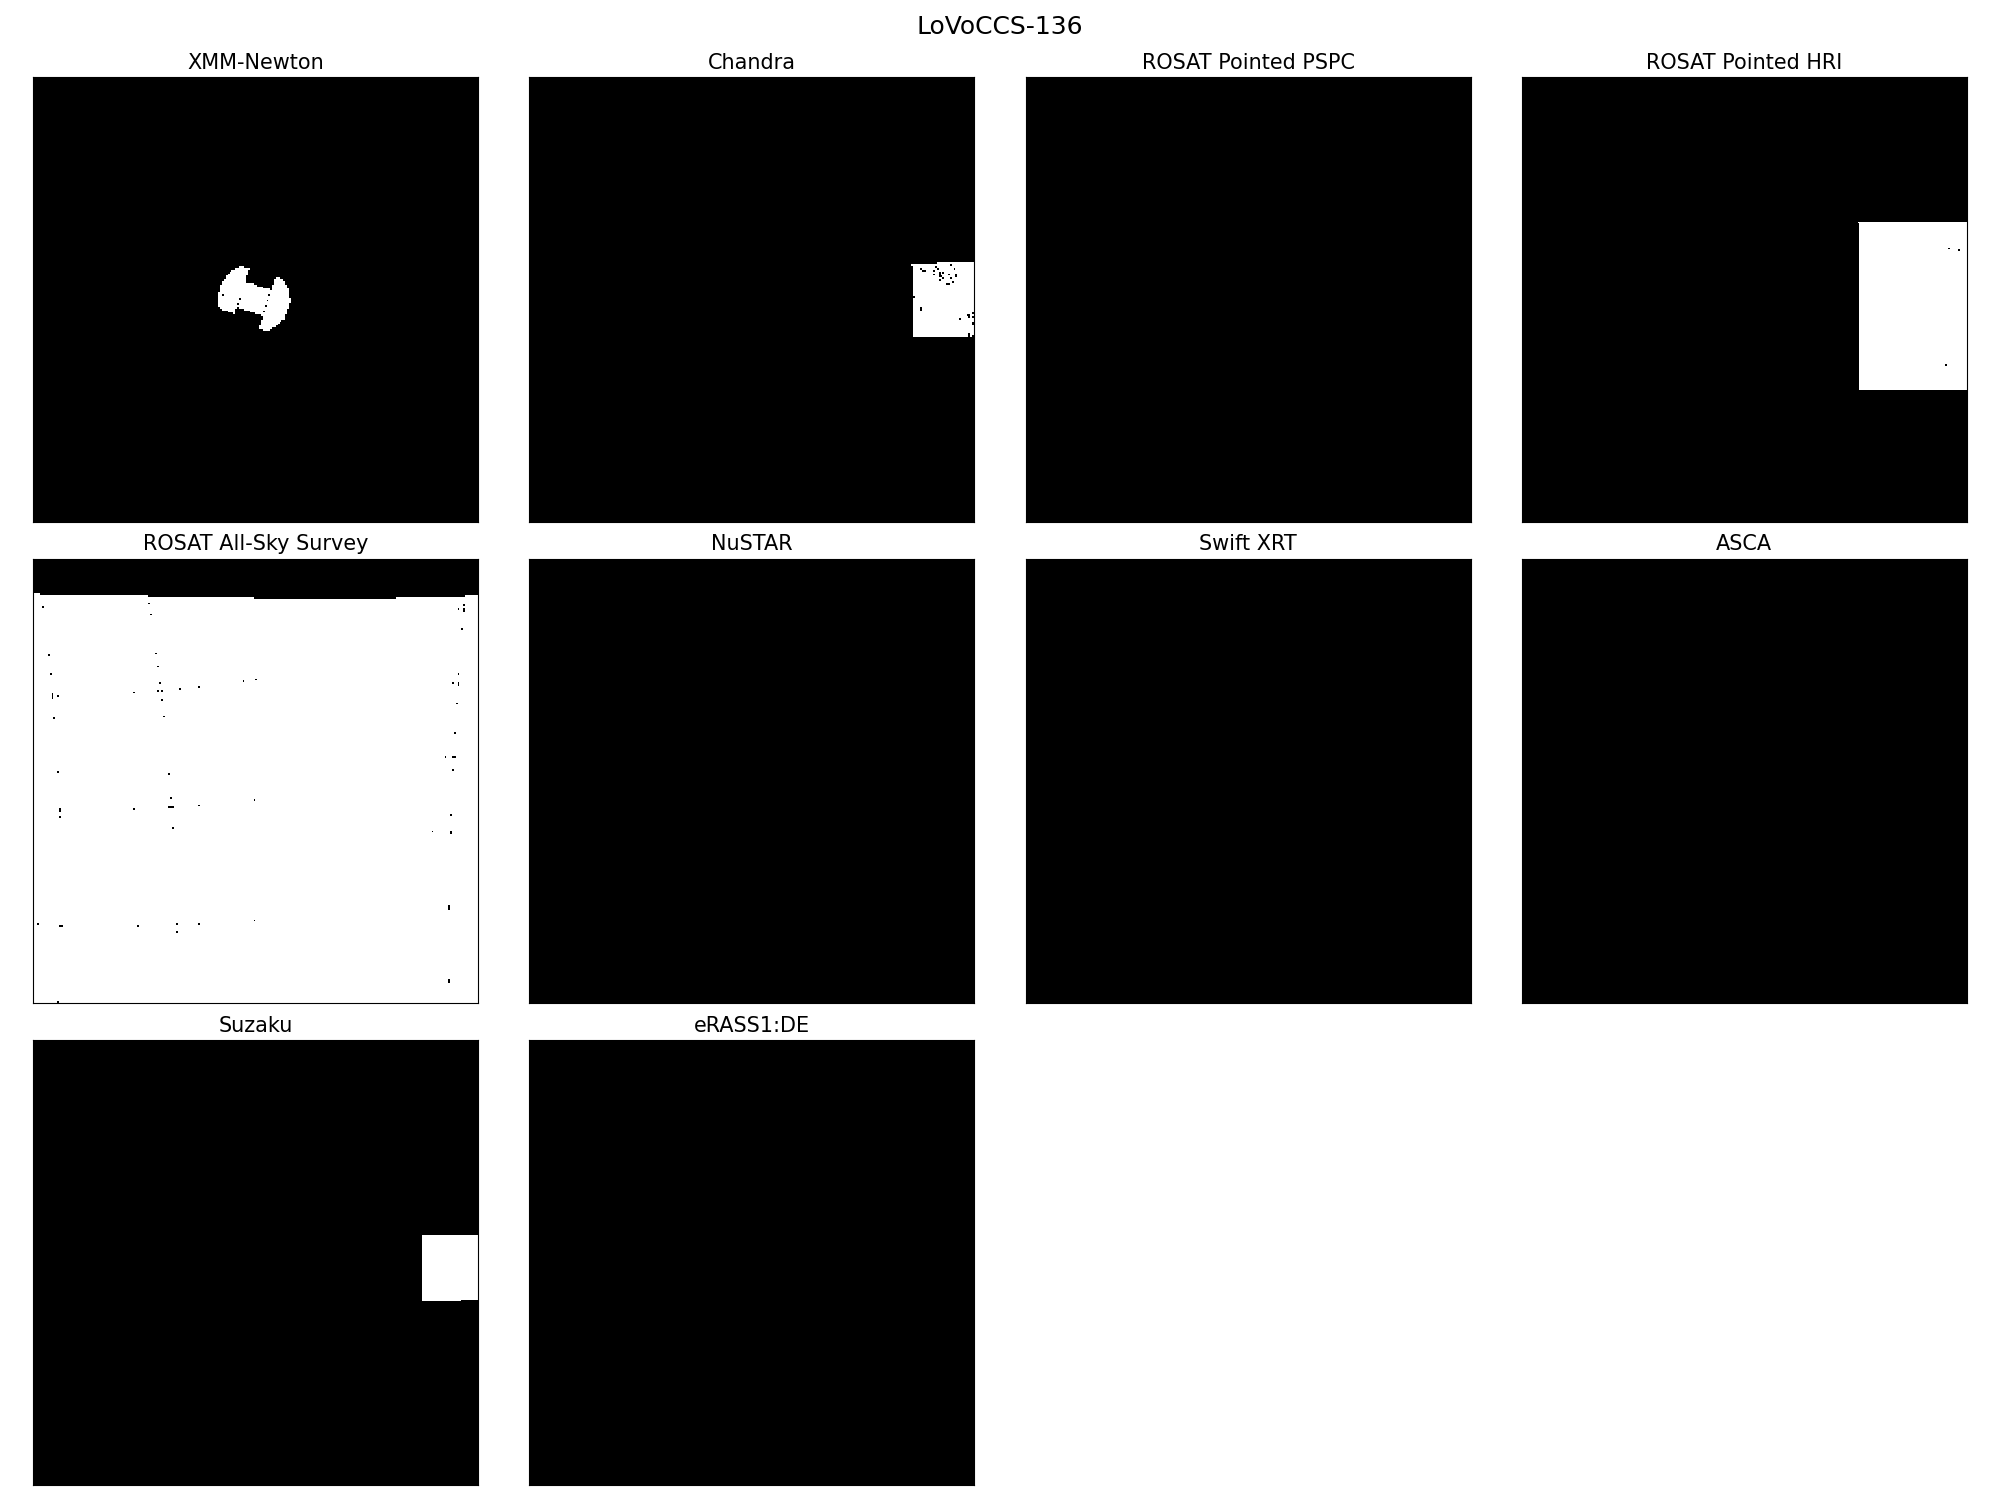 LoVoCCS-136
XMM-Newton
Chandra
ROSAT Pointed PSPC
ROSAT Pointed HRI
ROSAT All-Sky Survey
NuSTAR
Swift XRT
ASCA
Suzaku
eRASS1:DE